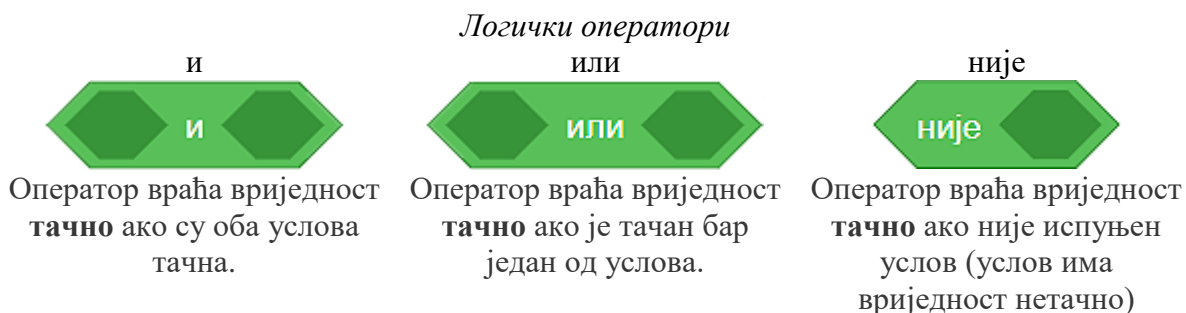 Логички оператори
и или није
и или није
Оператор враћа вриједност Оператор враћа вриједност Оператор враћа вриједност
тачно ако су оба услова тачно ако је тачан бар тачно ако није испуњен
тачна. један од услова. услов (услов има
вриједност нетачно)